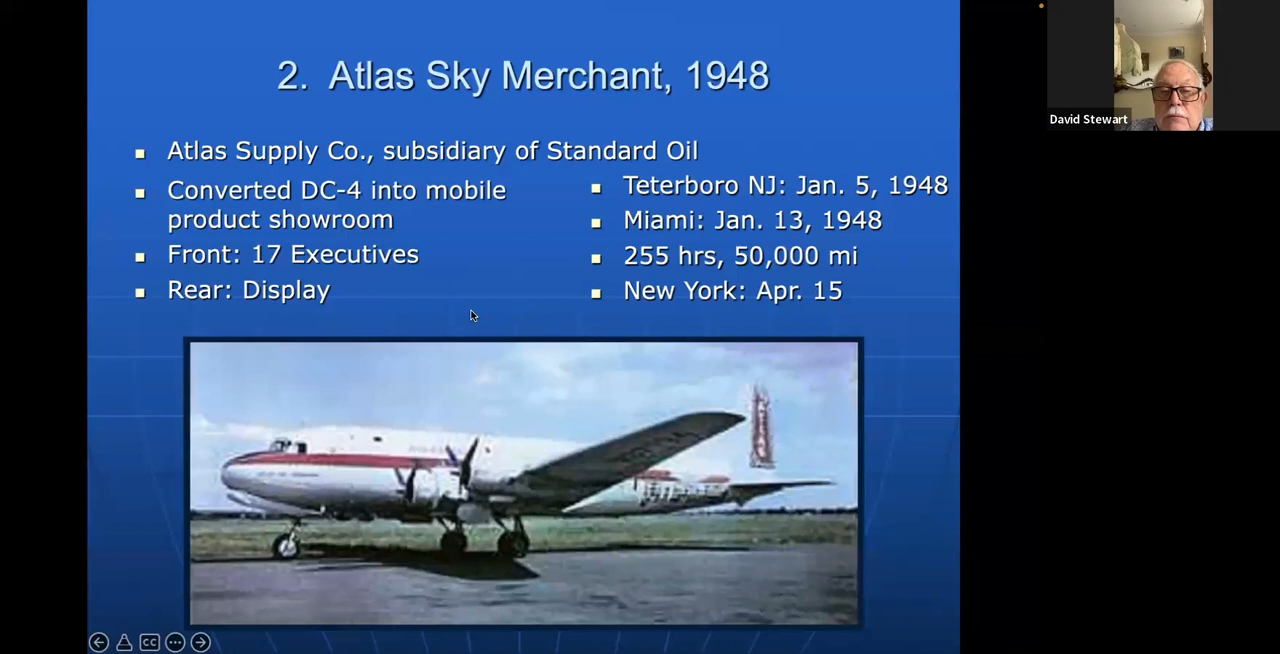 2. Atlas Sky Merchant, 1948
Atlas Supply Co., subsidiary of Standard Oil
Converted DC-4 into mobile
product showroom
Front: 17 Executives
Rear: Display
Teterboro NJ: Jan. 5, 1948
Miami: Jan. 13, 1948
255 hrs, 50,000 mi
New York: Apr. 15
ATLAS
CC
David Stewart